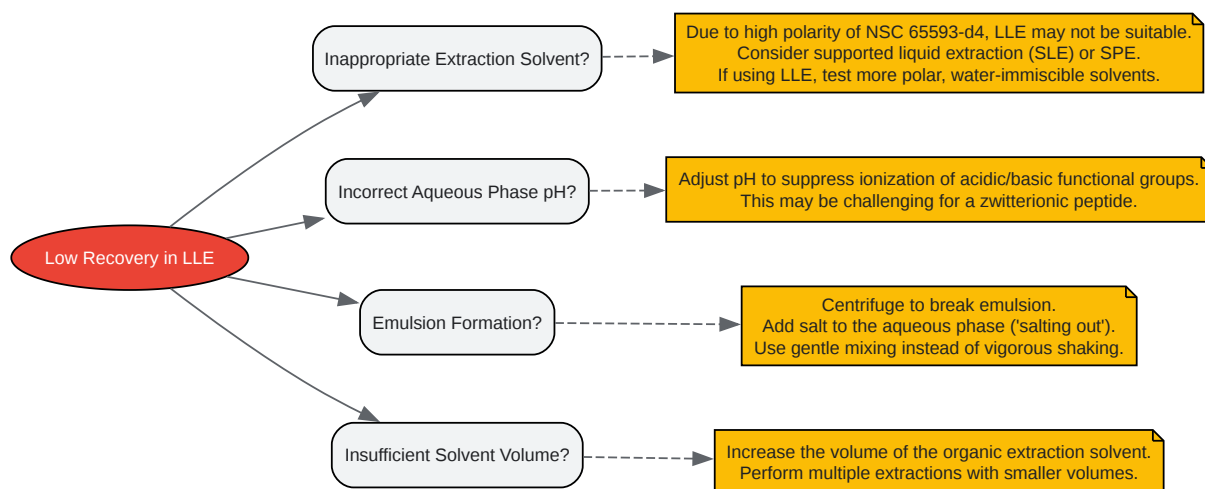 Low Recovery in LLE
Inappropriate Extraction Solvent?
Due to high polarity of NSC 65593-d4, LLE may not be suitable.
Consider supported liquid extraction (SLE) or SPE.
If using LLE, test more polar, water-immiscible solvents.
Incorrect Aqueous Phase pH?
Adjust pH to suppress ionization of acidic/basic functional groups.
This may be challenging for a zwitterionic peptide.
Emulsion Formation?
Centrifuge to break emulsion.
Add salt to the aqueous phase ('salting out').
Use gentle mixing instead of vigorous shaking.
Insufficient Solvent Volume?
Increase the volume of the organic extraction solvent.
Perform multiple extractions with smaller volumes.